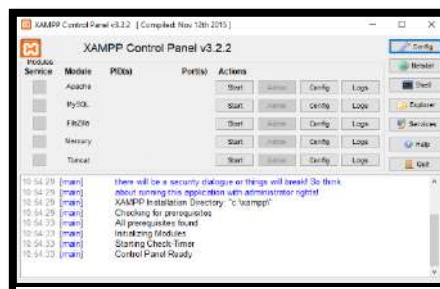 XAMPP Control Panel v3.2.2 [ Compiled: Nov 12th 2015 ]
XAMPP Control Panel v3.2.2
Config
Modules
Service Module PID(s) Port(s) Actions
Netstat
Apache Start Admin Config Logs
Shell
MySQL Start Admin Config Logs
Explorer
FileZilla Start Admin Config Logs
Services
Mercury Start Admin Config Logs
Help
Tomcat Start Admin Config Logs
Quit
10:54:29 [main] there will be a security dialogue or things will break! So think
10:54:29 [main] about running this application with administrator rights!
10:54:29 [main] XAMPP Installation Directory: "c:\xampp\"
10:54:29 [main] Checking for prerequisites
10:54:33 [main] All prerequisites found
10:54:33 [main] Initializing Modules
10:54:33 [main] Starting Check-Timer
10:54:33 [main] Control Panel Ready